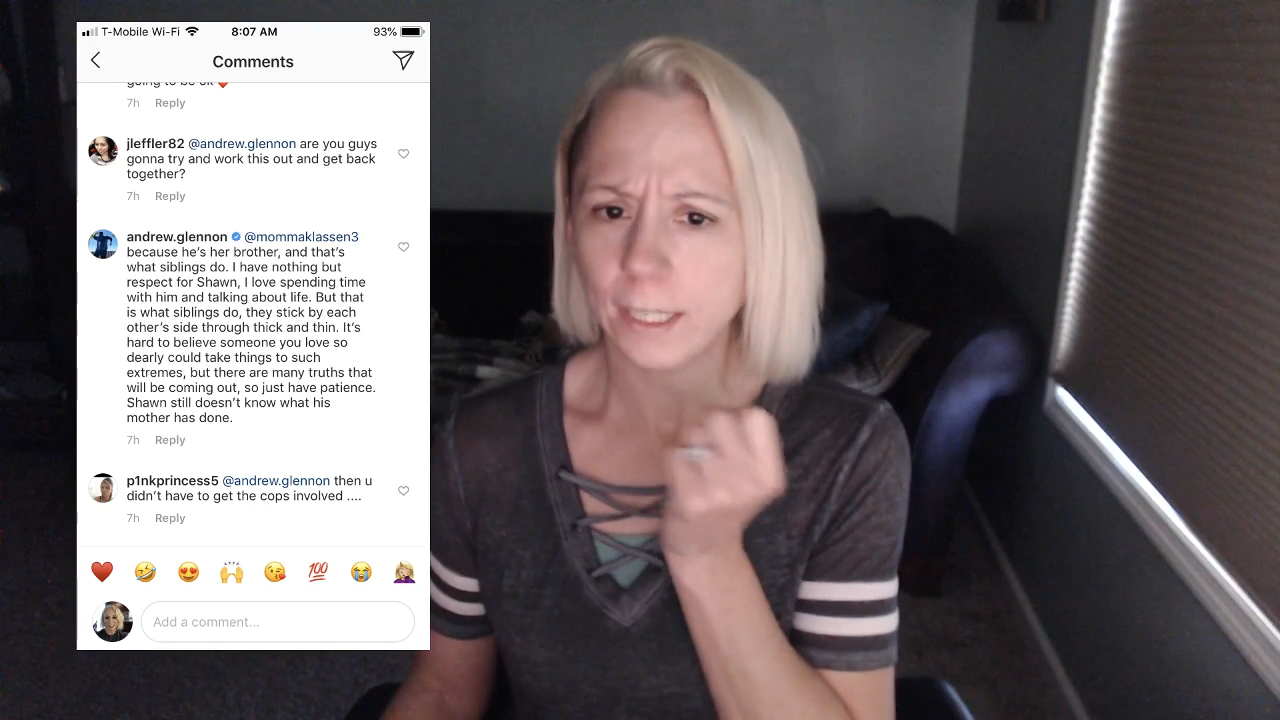 T-Mobile Wi-Fi 8:07 AM 93%
Comments
going to be ok
7h Reply
jleffler82 @andrew.glennon are you guys
gonna try and work this out and get back
together?
7h Reply
andrew.glennon @mommaklassen3
because he's her brother, and that's
what siblings do. I have nothing but
respect for Shawn, I love spending time
with him and talking about life. But that
is what siblings do, they stick by each
other's side through thick and thin. It's
hard to believe someone you love so
dearly could take things to such
extremes, but there are many truths that
will be coming out, so just have patience.
Shawn still doesn't know what his
mother has done.
7h Reply
p1nkprincess5 @andrew.glennon then u
didn't have to get the cops involved ....
7h Reply
100
Add a comment...